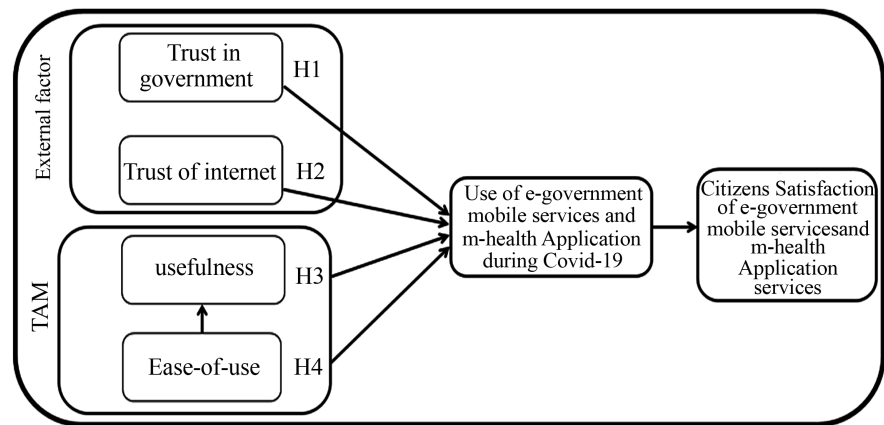 External factor
Trust in
government
H1
Trust of internet
H2
TAM
usefulness
H3
Ease-of-use
H4
Use of e-government
mobile services and
m-health Application
during Covid-19
Citizens Satisfaction
of e-government
mobile servicesand
m-health
Application
services